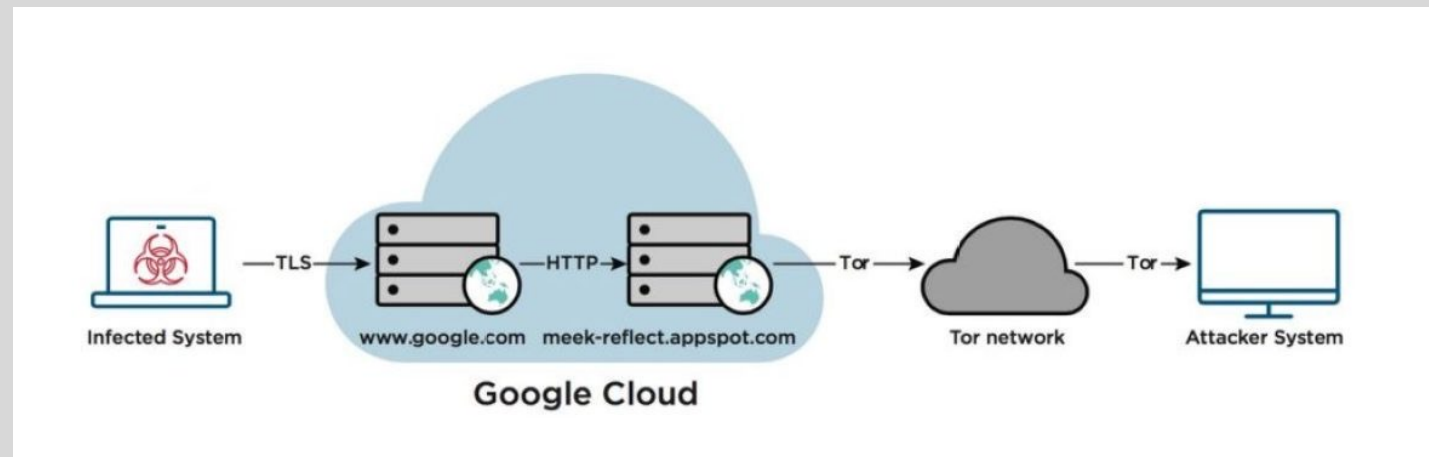 TLS
HTTP
Tor
Tor
Infected System
www.google.com
meek-reflect.appspot.com
Tor network
Attacker System
Google Cloud